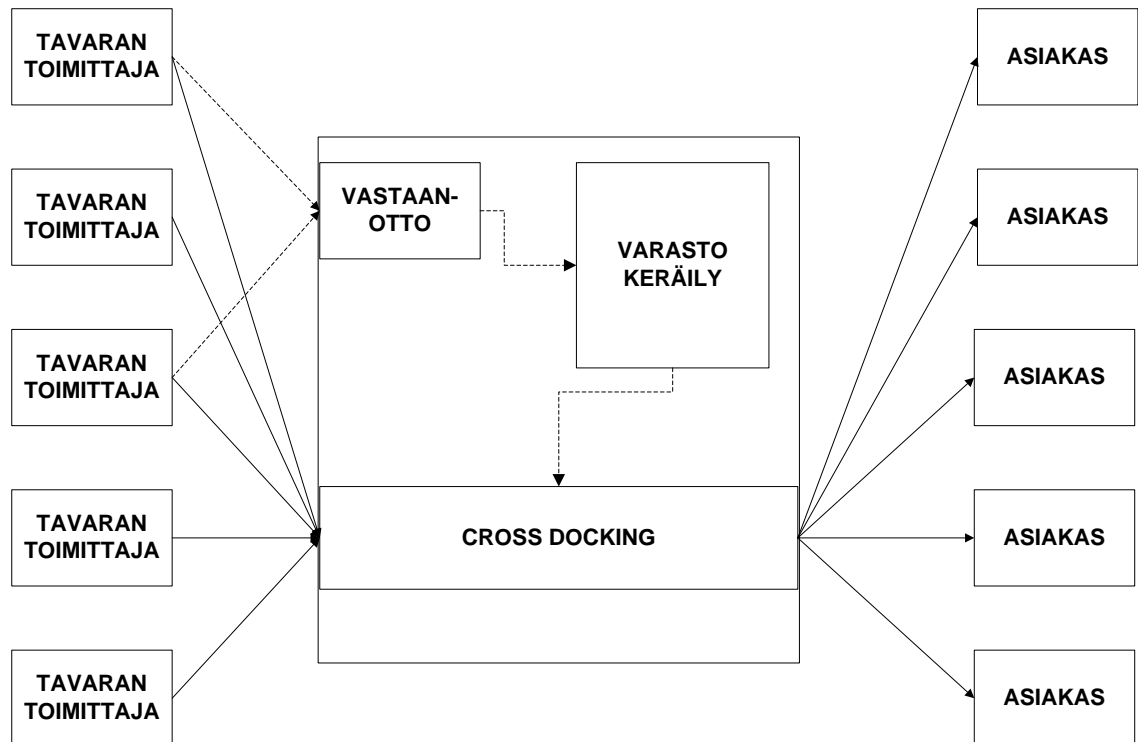 TAVARAN
TOIMITTAJA
TAVARAN
TOIMITTAJA
TAVARAN
TOIMITTAJA
TAVARAN
TOIMITTAJA
TAVARAN
TOIMITTAJA
VASTAAN-
OTTO
VARASTO
KERÄILY
CROSS DOCKING
ASIAKAS
ASIAKAS
ASIAKAS
ASIAKAS
ASIAKAS